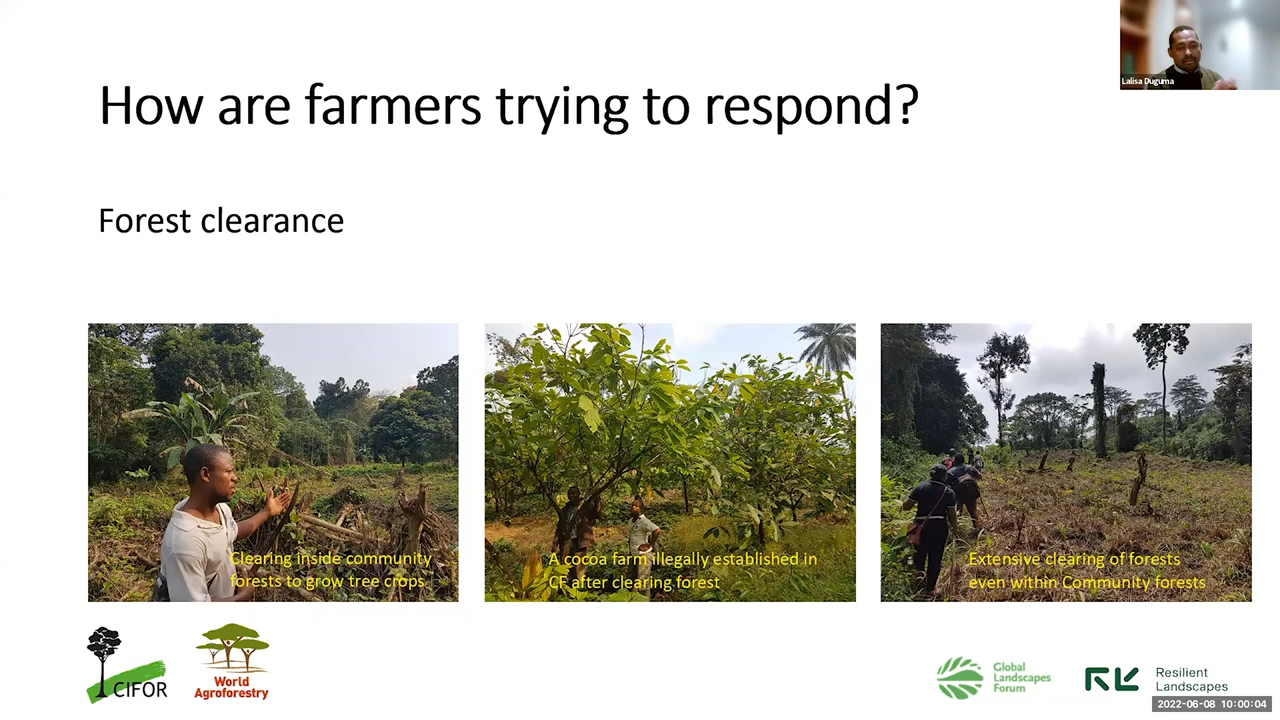 Lalisa Duguma
How are farmers trying to respond?
Forest clearance
Clearing inside community
forests to grow tree crops
A cocoa farm illegally established in
CF after clearing forest
Extensive clearing of forests
even within Community forests
CIFOR
World
Agroforestry
Global
Landscapes
Forum
Resilient
Landscapes
2022-06-08 10:00:04